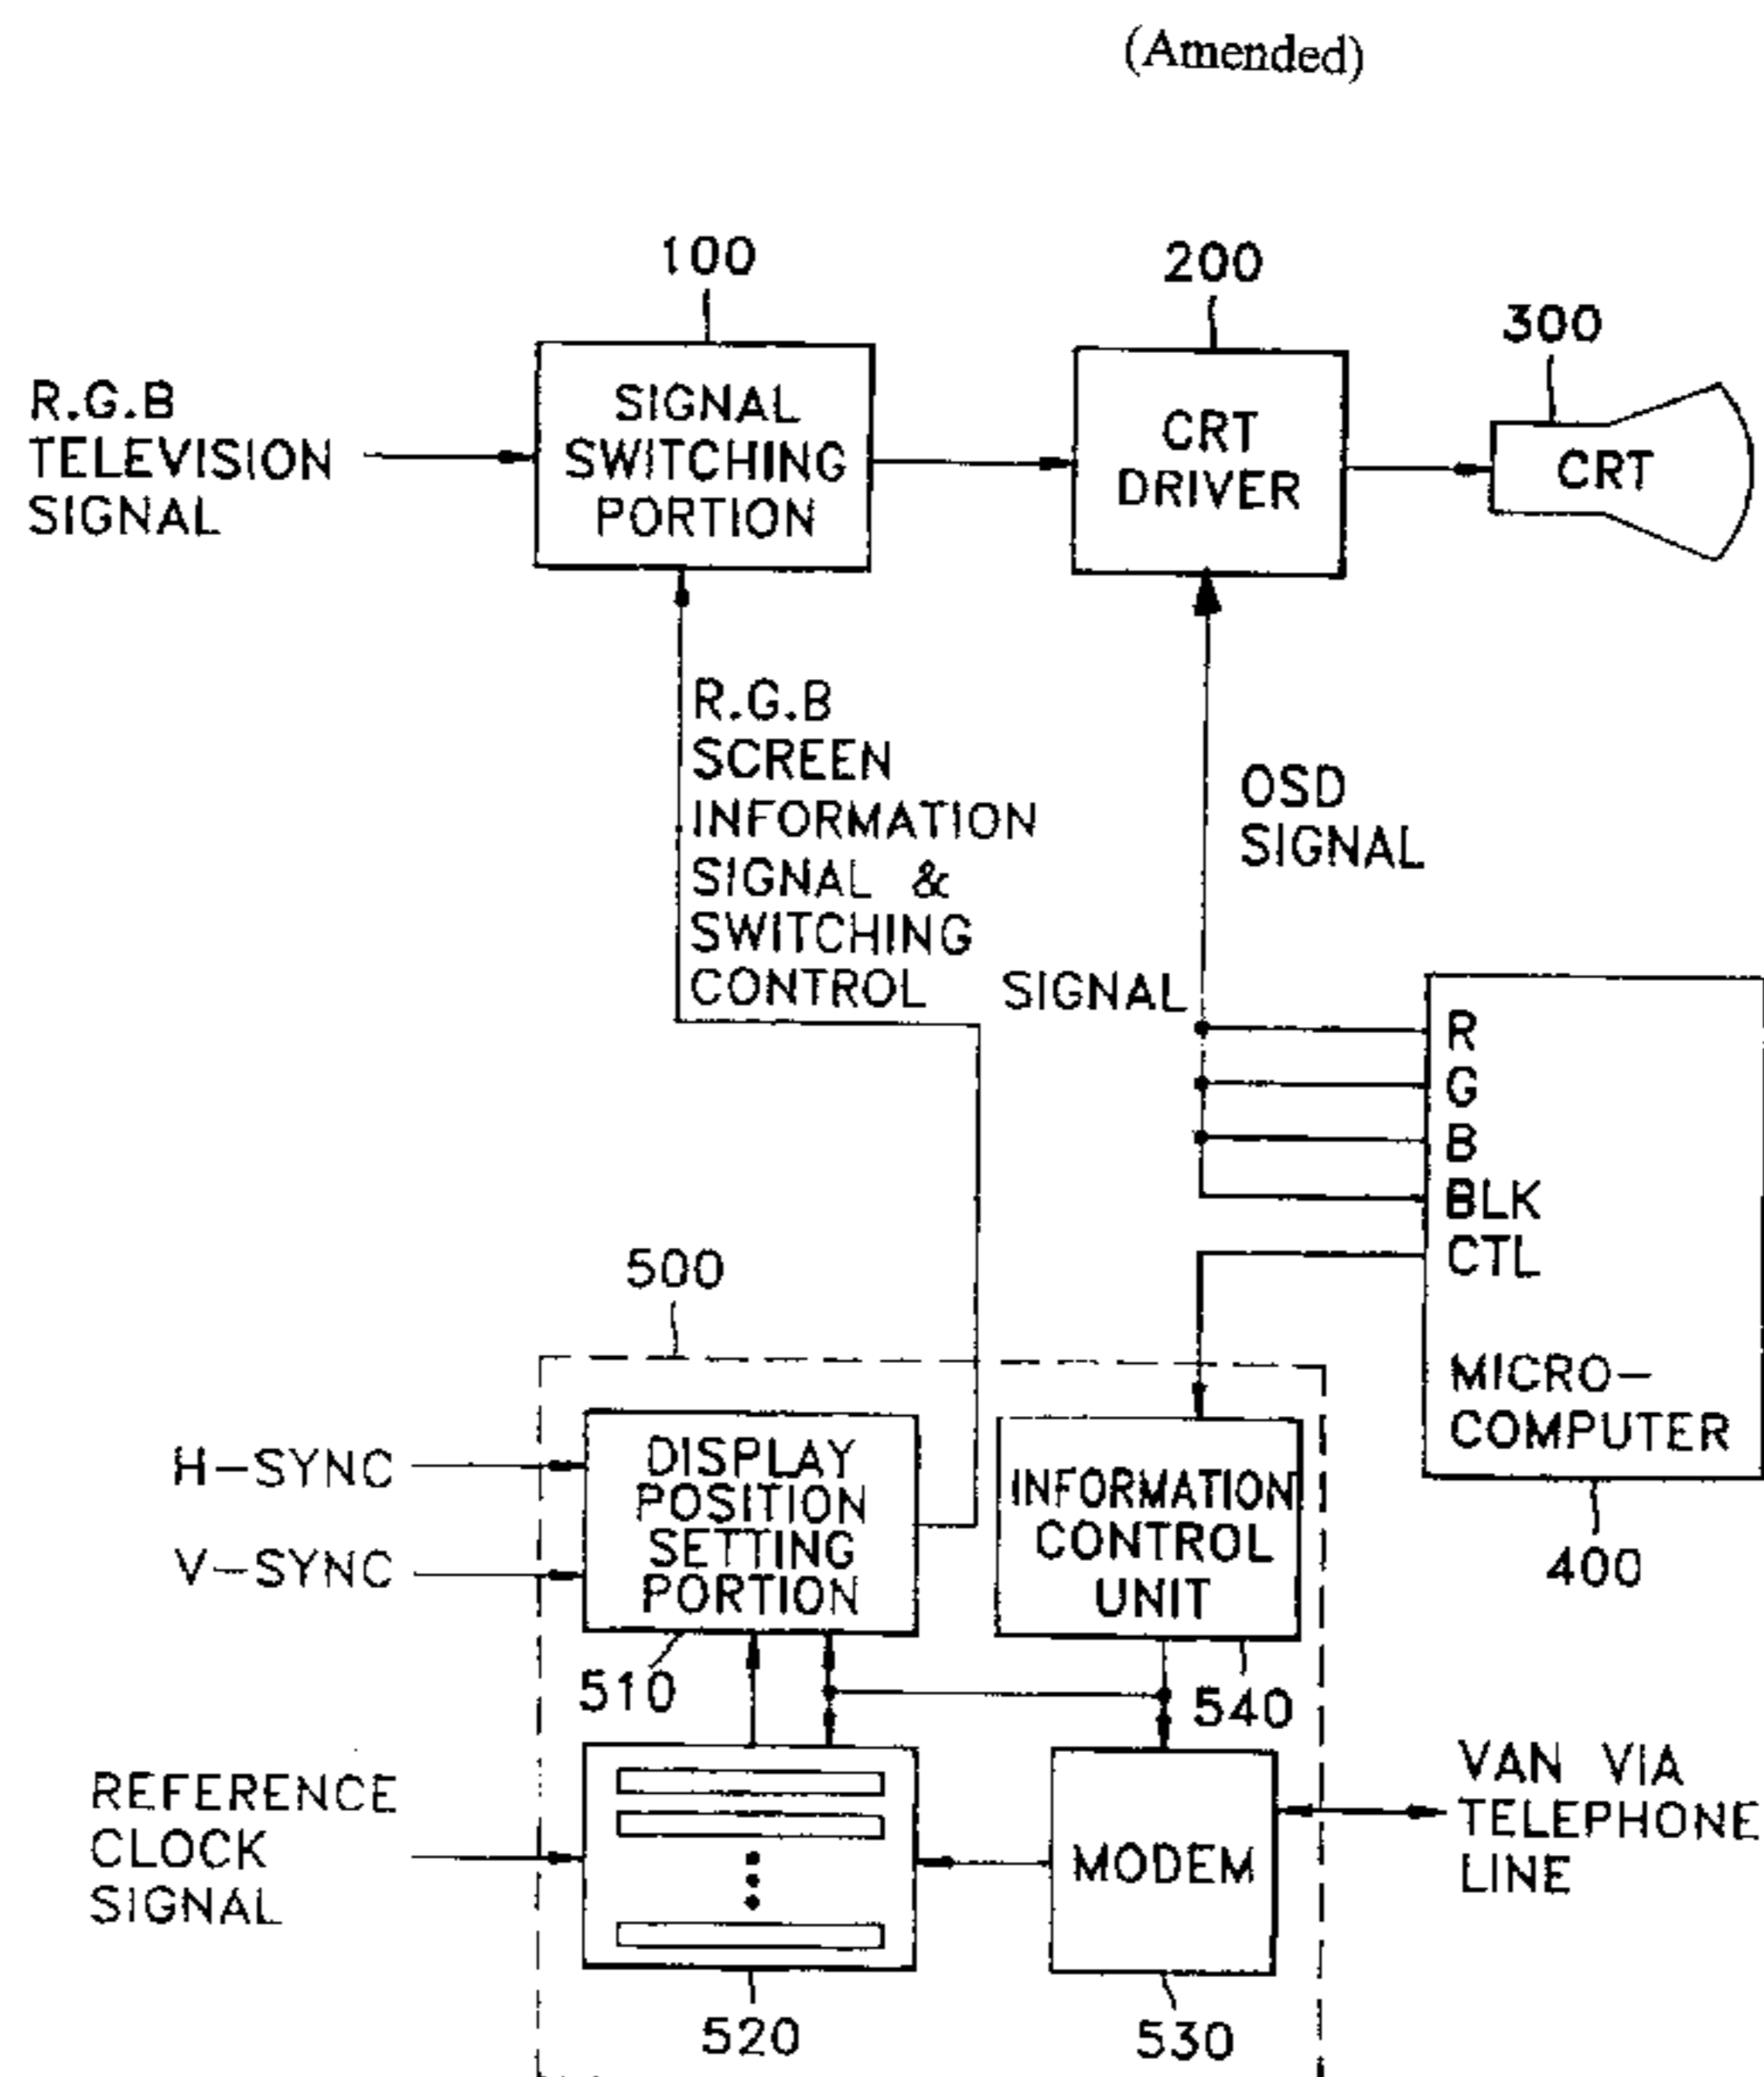 (Amended)
100
200
300
R.G.B
TELEVISION
SIGNAL
SIGNAL
SWITCHING
PORTION
CRT
DRIVER
CRT
R.G.B
SCREEN
INFORMATION
SIGNAL &
SWITCHING
CONTROL
SIGNAL
OSD
SIGNAL
R
G
B
BLK
CTL
MICRO-
COMPUTER
400
500
H-SYNC
V-SYNC
DISPLAY
POSITION
SETTING
PORTION
510
INFORMATION
CONTROL
UNIT
540
REFERENCE
CLOCK
SIGNAL
520
MODEM
530
VAN VIA
TELEPHONE
LINE